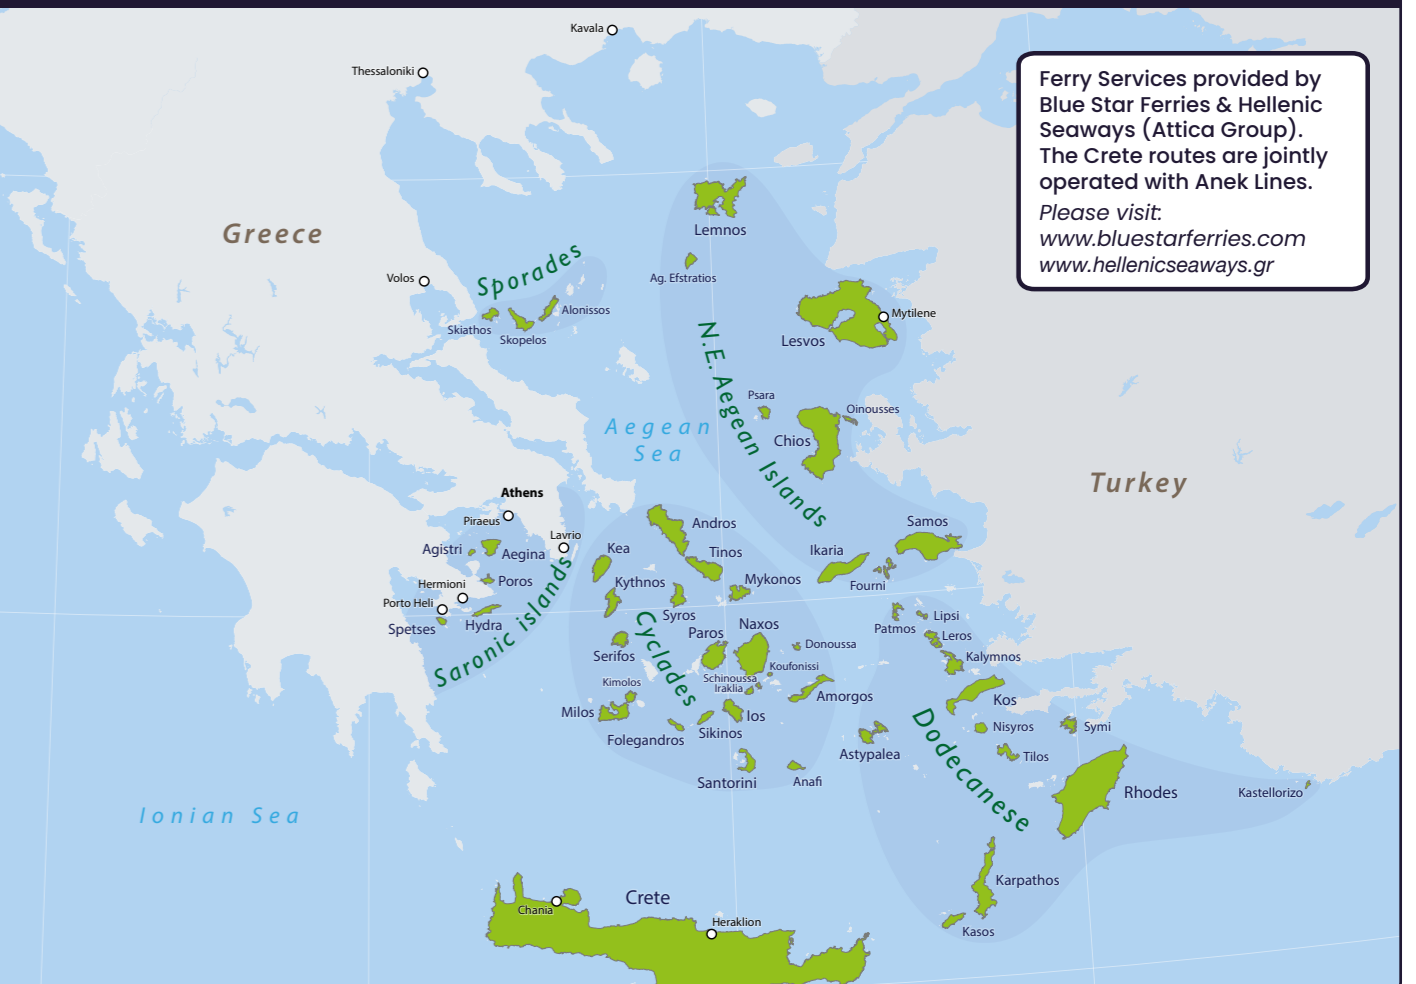 Kavala
Thessaloniki
Ferry Services provided by
Blue Star Ferries & Hellenic
Seaways (Attica Group).
The Crete routes are jointly
operated with Anek Lines.
Please visit:
www.bluestarferries.com
www.hellenicseaways.gr
Greece
Lemnos
Sporades
Volos
Ag. Efstratios
Alonissos
Skiathos
Skopelos
Mytilene
Lesvos
N.E. Aegean Islands
Psara
Oinousses
Aegean
Sea
Chios
Turkey
Athens
Piraeus
Lavrio
Agistri
Aegina
Poros
Hermioni
Porto Heli
Spetses
Hydra
Saronic islands
Andros
Kea
Tinos
Kythnos
Mykonos
Syros
Cyclades
Paros
Naxos
Serifos
Donoussa
Koufonissi
Schinoussa
Iraklia
Kimolos
Amorgos
Milos
Ios
Sikinos
Folegandros
Santorini
Anafi
Samos
Ikaria
Fourni
Patmos
Lipsi
Leros
Kalymnos
Kos
Nisyros
Symi
Astypalea
Tilos
Dodecanese
Rhodes
Kastellorizo
Ionian Sea
Karpathos
Kasos
Crete
Chania
Heraklion